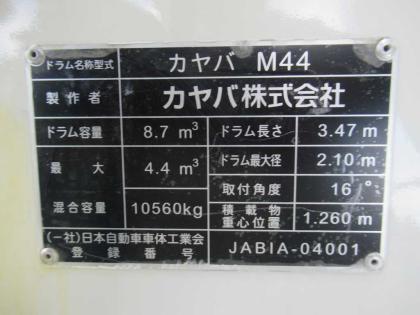 ドラム名称型式 カヤバ M44
製作者 カヤバ株式会社
ドラム容量 8.7 m³ ドラム長さ 3.47 m
最大 4.4 m³ ドラム最大径 2.10 m
混合容量 10560kg 取付角度 16°
積載物重心位置 1.260 m
(一社)日本自動車車体工業会
登録番号 JABIA-04001